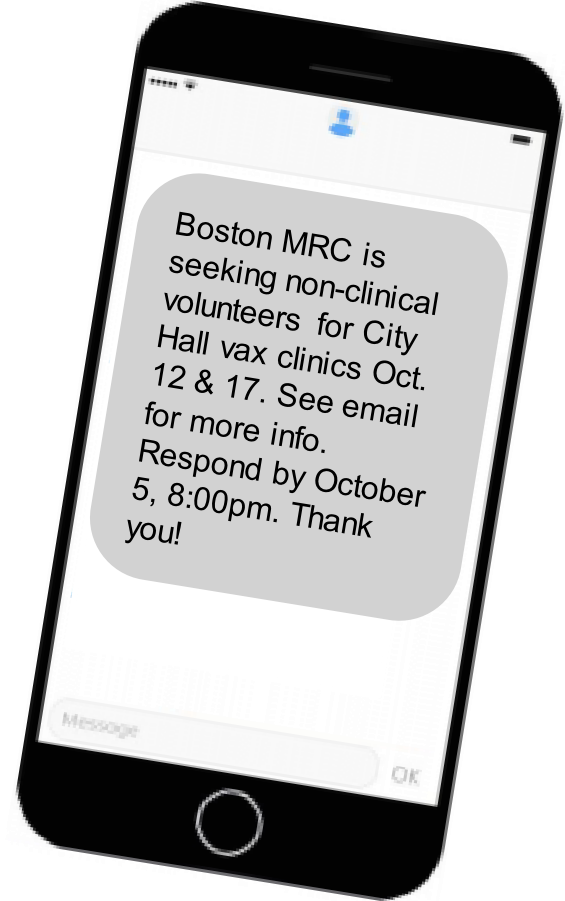 Boston MRC is
seeking non-clinical
volunteers for City
Hall vax clinics Oct.
12 & 17. See email
for more info.
Respond by October
5, 8:00pm. Thank
you!
Message
OK